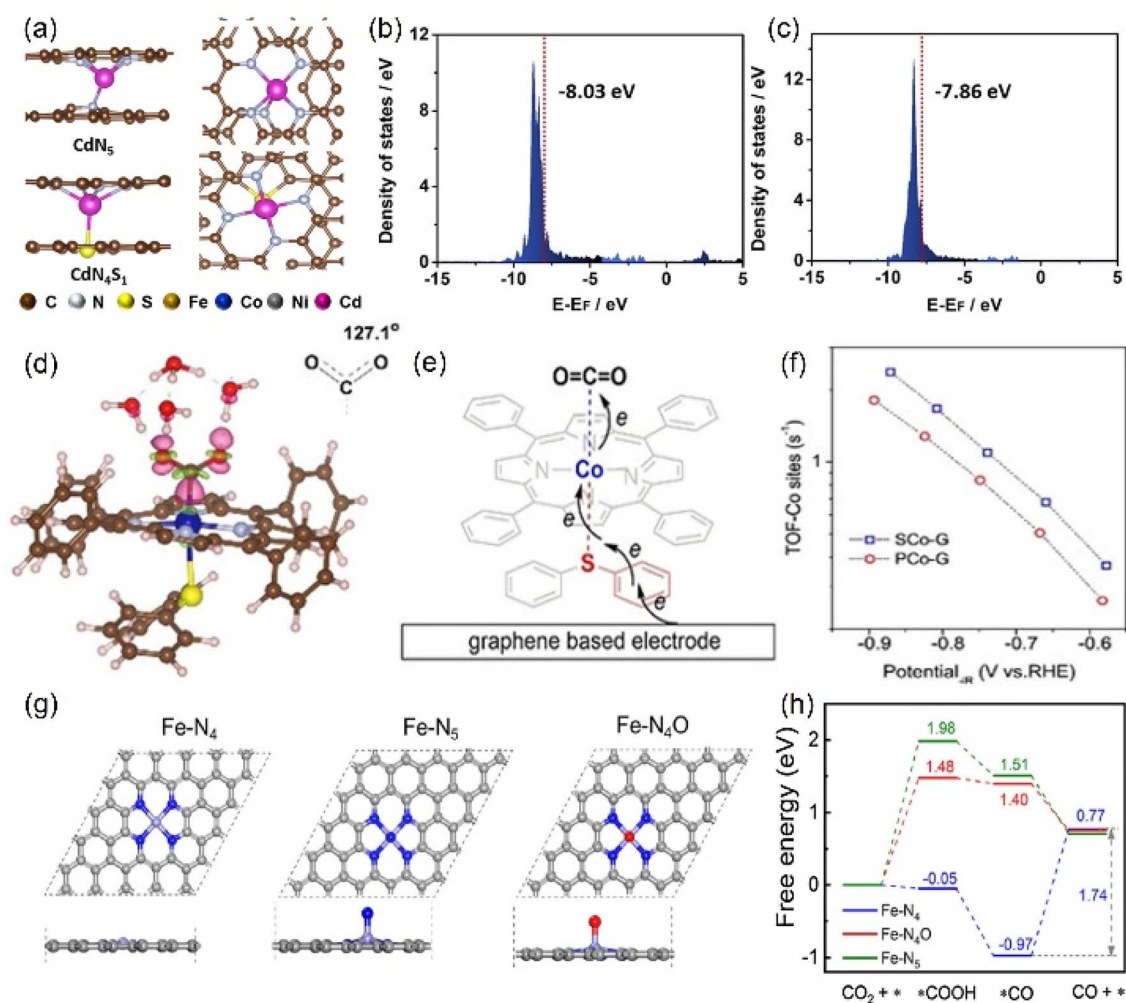 (a)
CdN5
CdN4S1
C N S Fe Co Ni Cd
(b)
Density of states / eV
12
8
4
0
-8.03 eV
-15 -10 -5 0 5
E-EF / eV
(c)
Density of states / eV
12
8
4
0
-7.86 eV
-15 -10 -5 0 5
E-EF / eV
(d)
127.1°
O O
C
(e)
O=C=O
e
N
N Co N
e
e
S
e
graphene based electrode
(f)
TOF-Co sites (s-1)
1
SCo-G
PCo-G
-0.9 -0.8 -0.7 -0.6
Potential-iR (V vs.RHE)
(g)
Fe-N4
Fe-N5
Fe-N4O
(h)
Free energy (eV)
2
1
0
-1
1.98
1.48
1.51
1.40
0.77
-0.05
-0.97
1.74
Fe-N4
Fe-N4O
Fe-N5
CO2 + * *COOH *CO CO + *